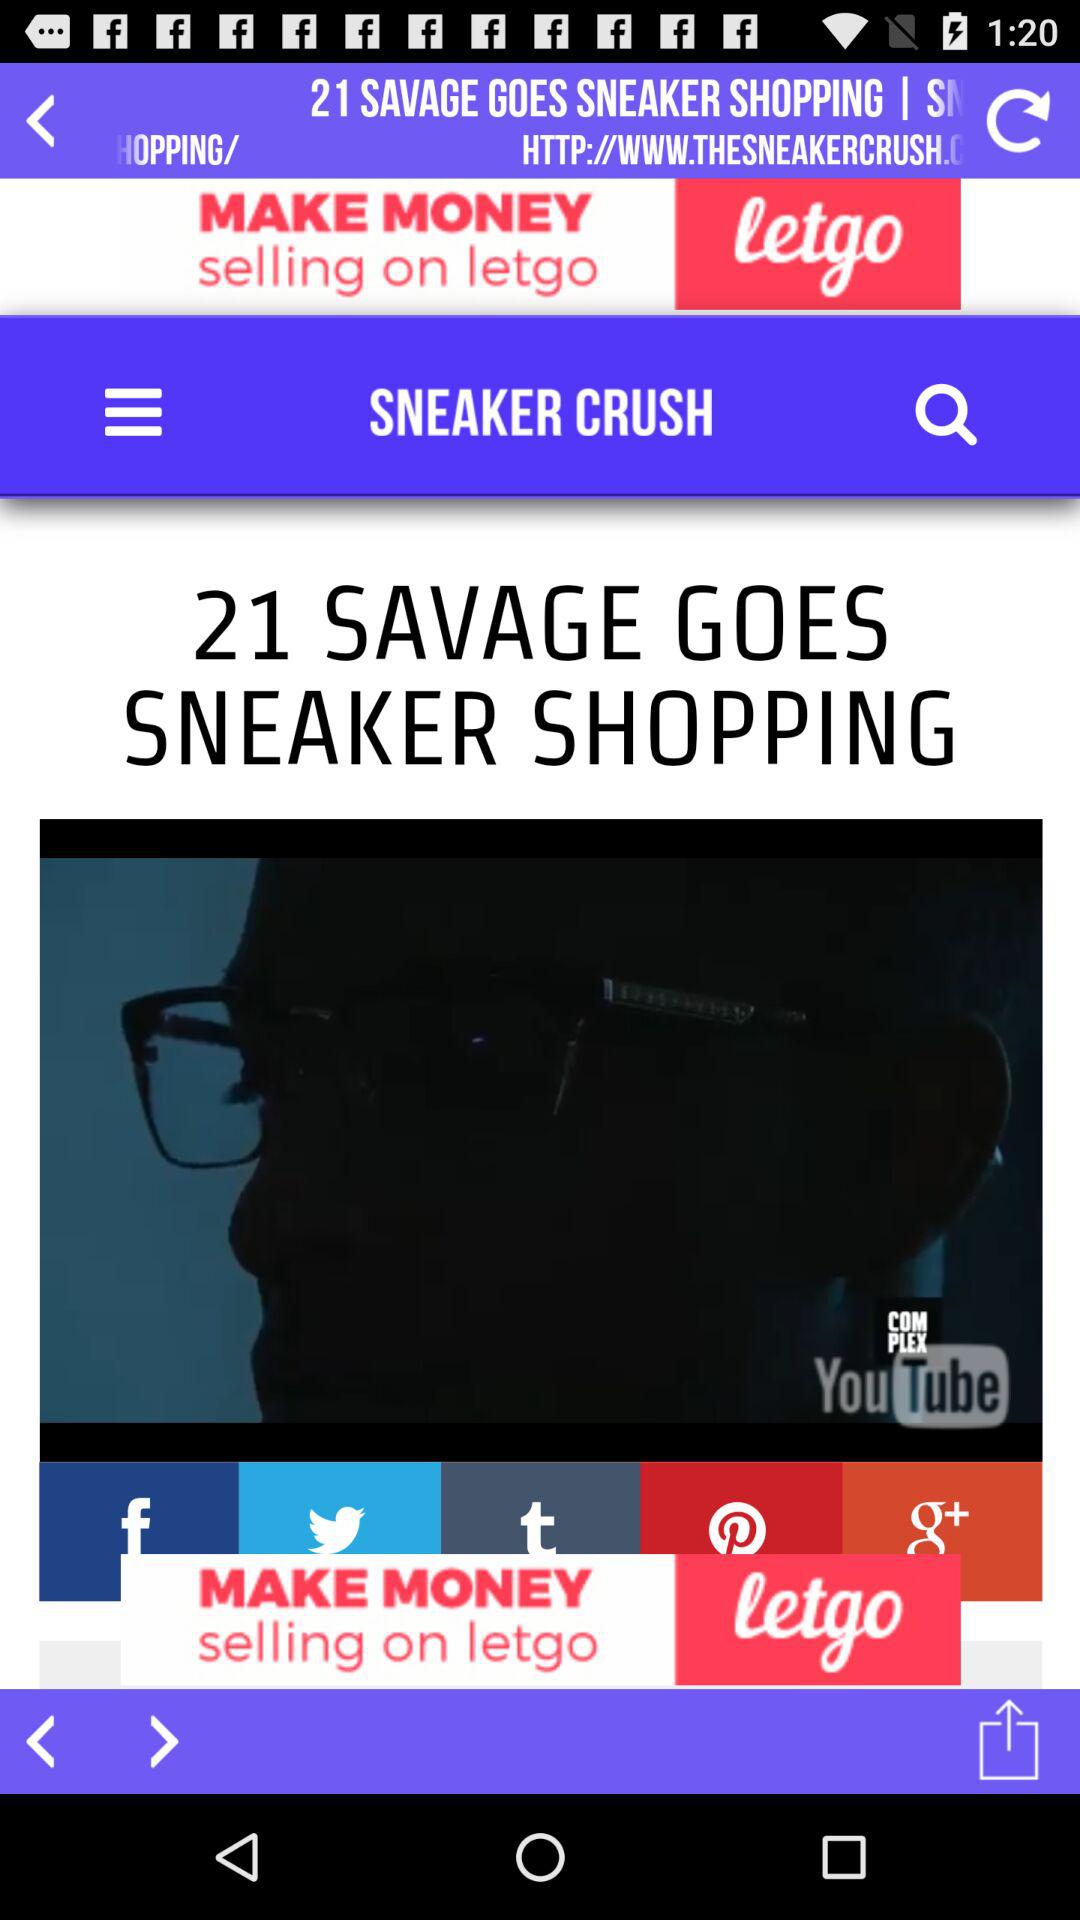 1:20
21 SAVAGE GOES SNEAKER SHOPPING | SN
HOPPING/ HTTP://WWW.THESNEAKERCRUSH.C
MAKE MONEY
selling on letgo
letgo
SNEAKER CRUSH
21 SAVAGE GOES
SNEAKER SHOPPING
COM
PLEX
YouTube
MAKE MONEY
selling on letgo
letgo